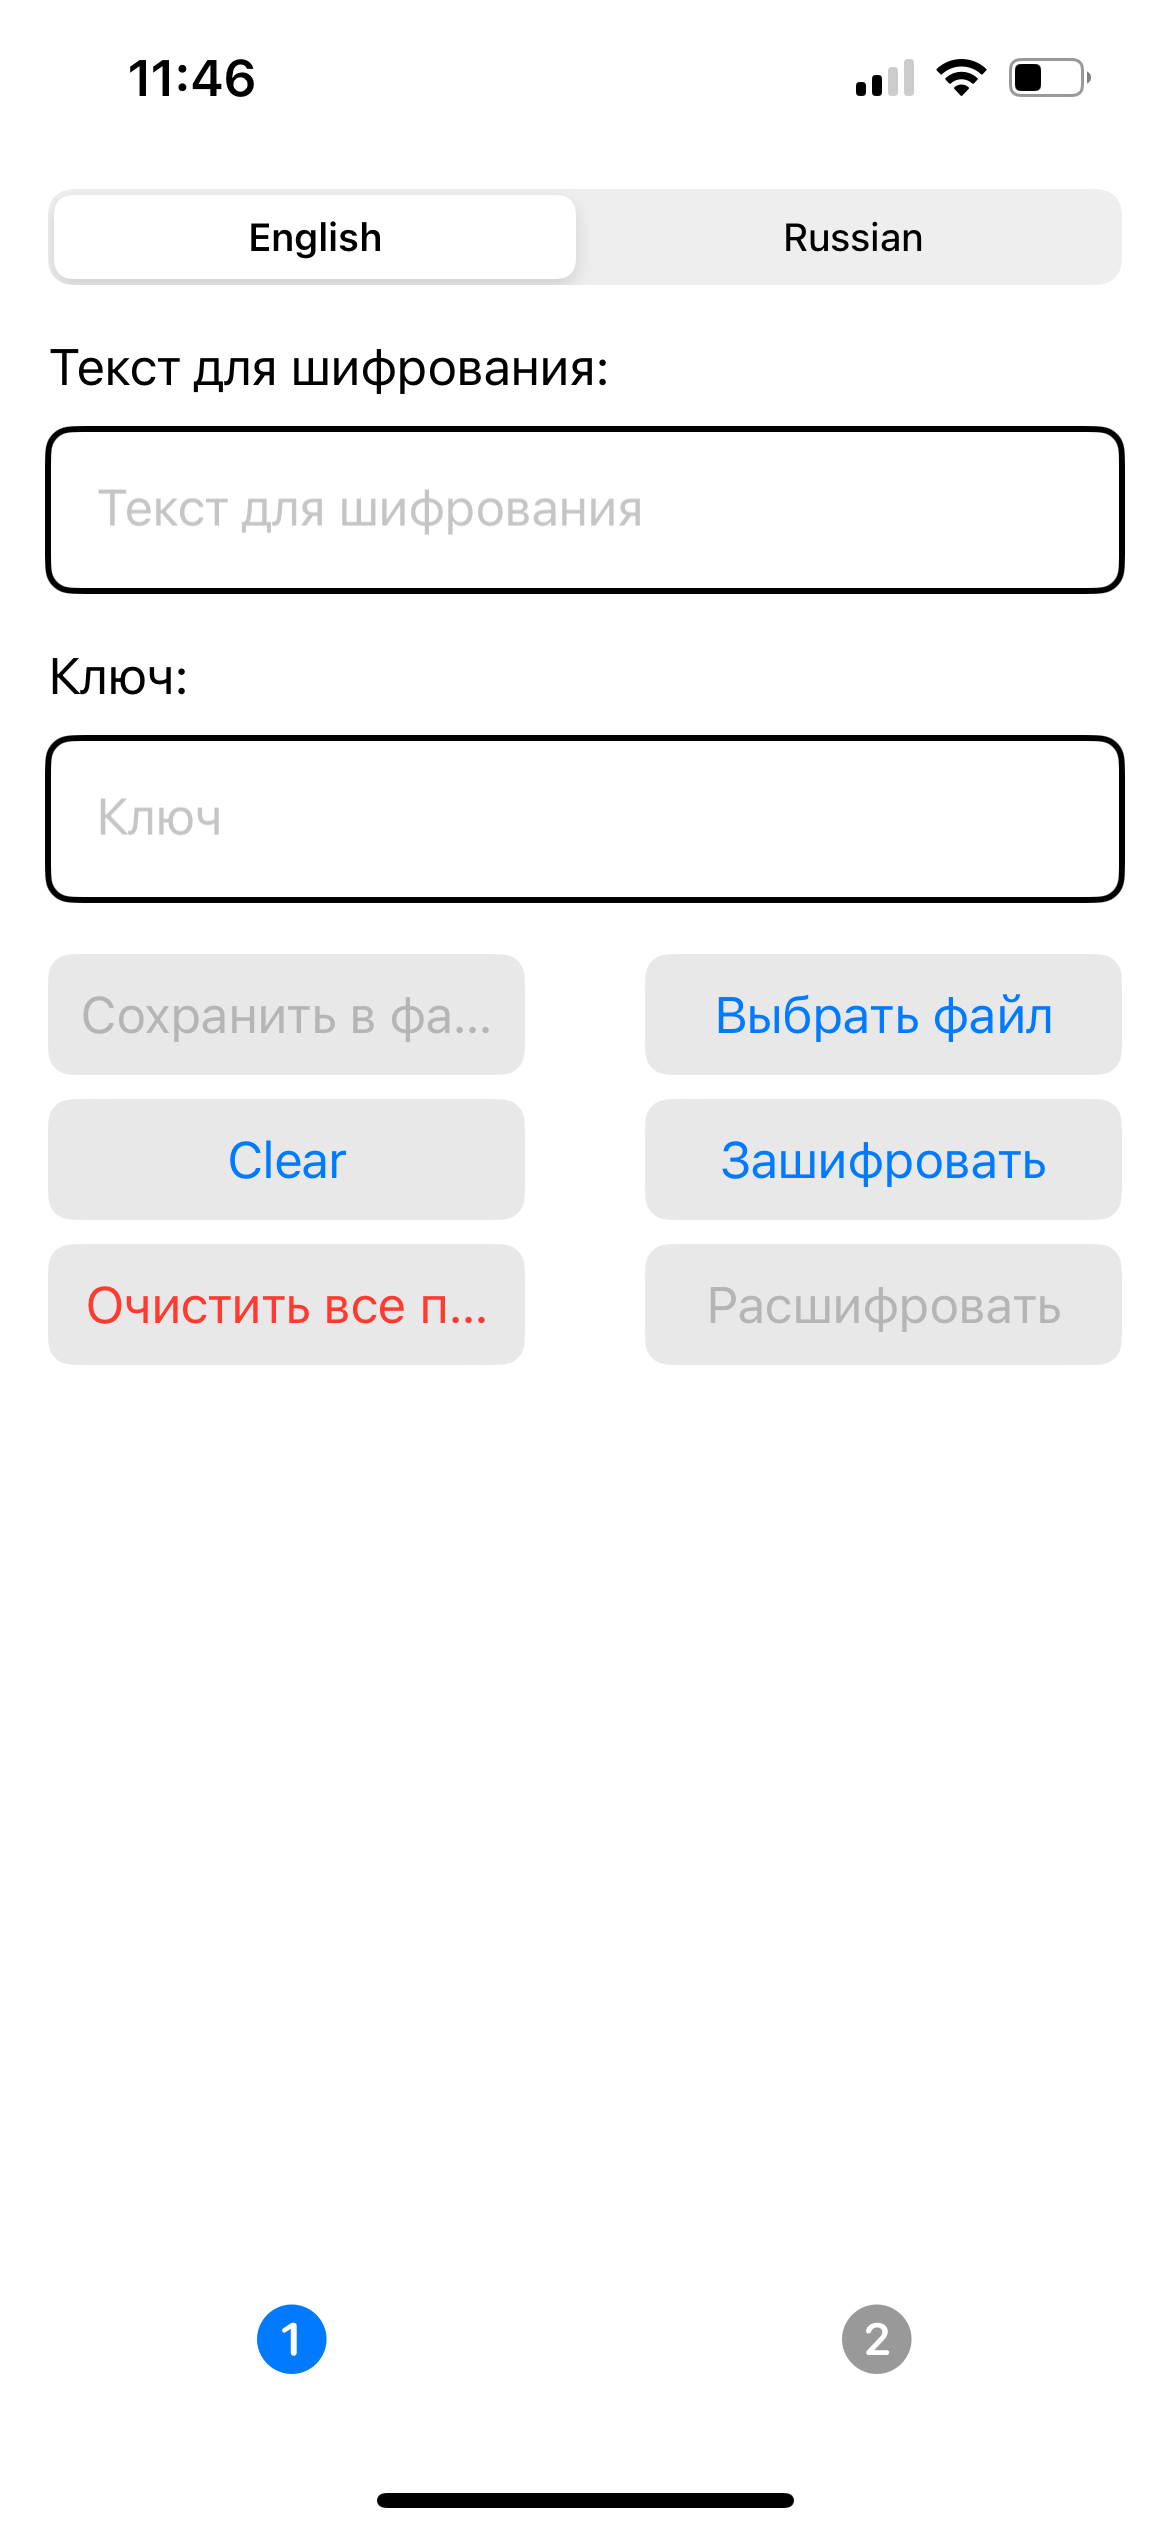 11:46
English Russian
Текст для шифрования:
Текст для шифрования
Ключ:
Ключ
Сохранить в фа... Выбрать файл
Clear Зашифровать
Очистить все п... Расшифровать
1 2